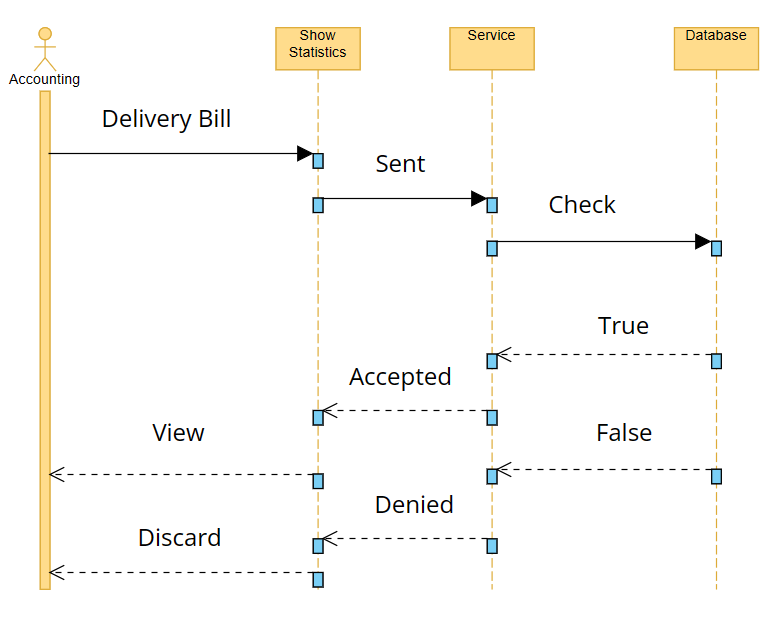 Show
Statistics
Service
Database
Accounting
Delivery Bill
Sent
Check
True
Accepted
View
False
Denied
Discard